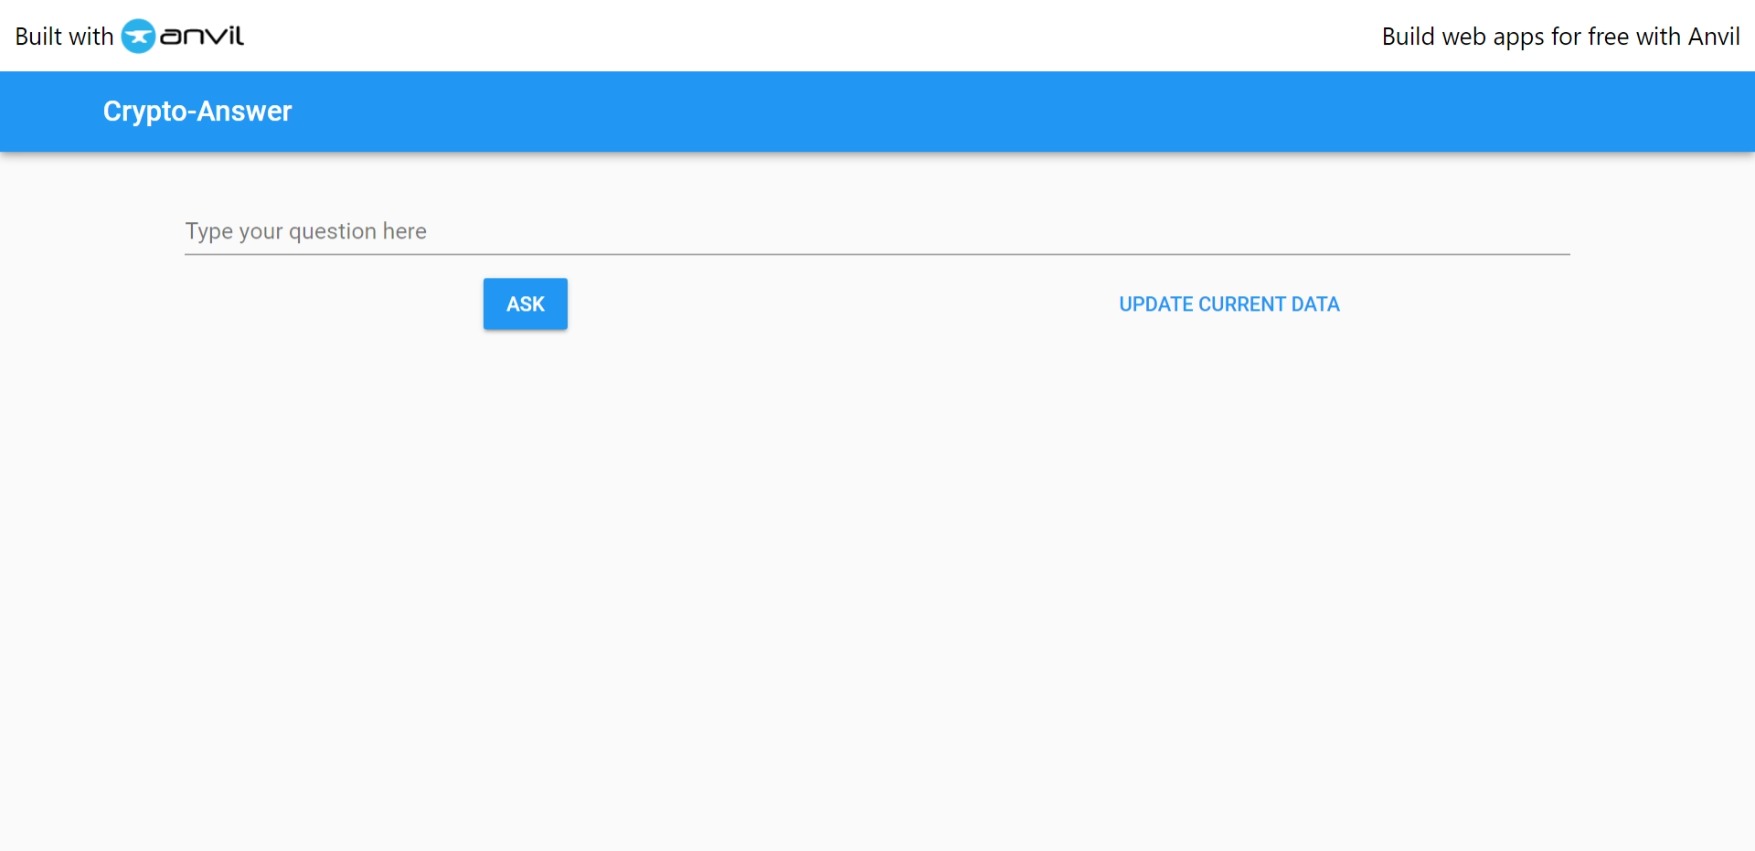 Built with anvil
Build web apps for free with Anvil
Crypto-Answer
Type your question here
ASK
UPDATE CURRENT DATA